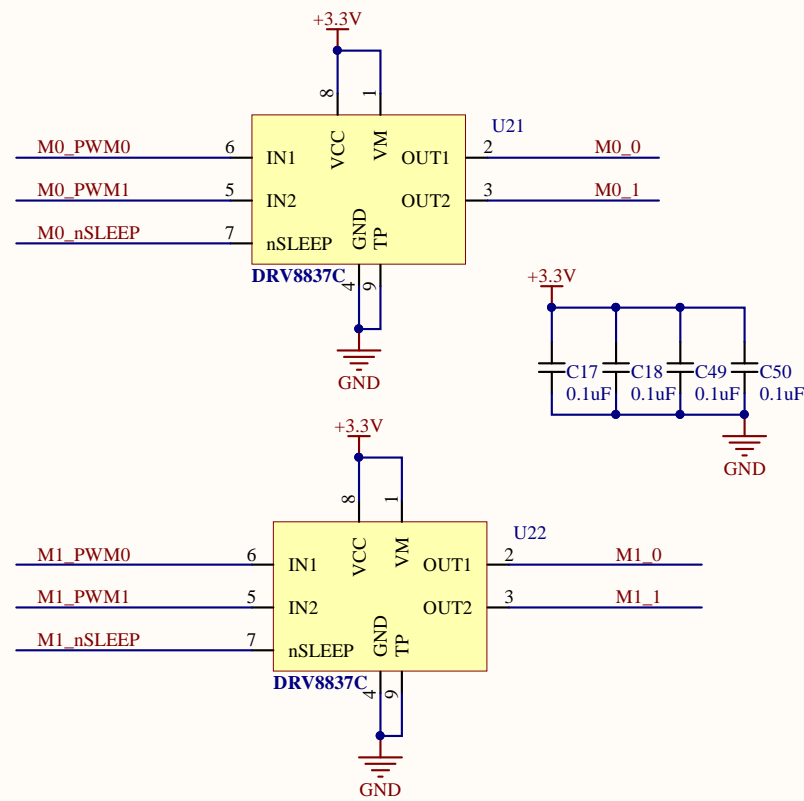 +3.3V
8
1
U21
VCC
VM
M0_PWM0
6
IN1
OUT1
2
M0_0
M0_PWM1
5
IN2
OUT2
3
M0_1
M0_nSLEEP
7
nSLEEP
GND
TP
DRV8837C
4
9
GND
+3.3V
C17
C18
C49
C50
0.1uF
0.1uF
0.1uF
0.1uF
GND
+3.3V
8
1
U22
VCC
VM
M1_PWM0
6
IN1
OUT1
2
M1_0
M1_PWM1
5
IN2
OUT2
3
M1_1
M1_nSLEEP
7
nSLEEP
GND
TP
DRV8837C
4
9
GND